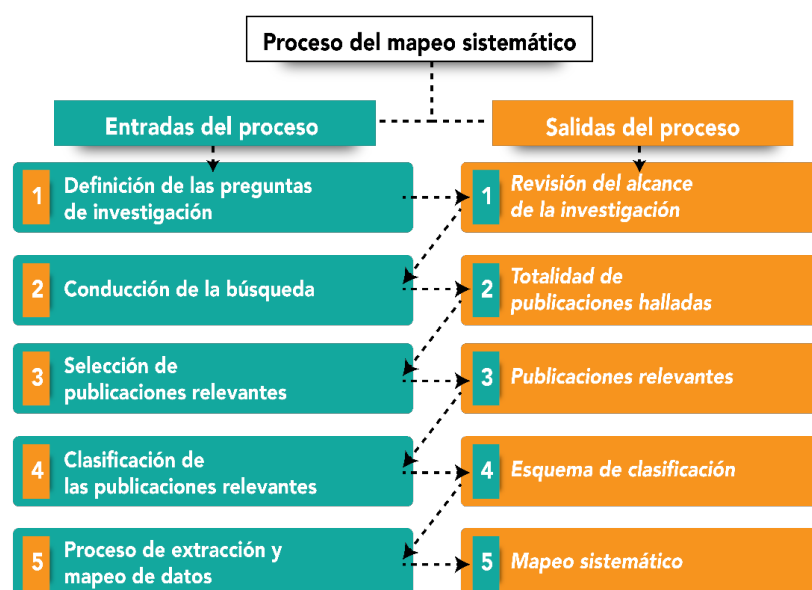 Proceso del mapeo sistemático
Entradas del proceso
Salidas del proceso
1
Definición de las preguntas
de investigación
1
Revisión del alcance
de la investigación
2
Conducción de la búsqueda
2
Totalidad de
publicaciones halladas
3
Selección de
publicaciones relevantes
3
Publicaciones relevantes
4
Clasificación de
las publicaciones relevantes
4
Esquema de clasificación
5
Proceso de extracción y
mapeo de datos
5
Mapeo sistemático